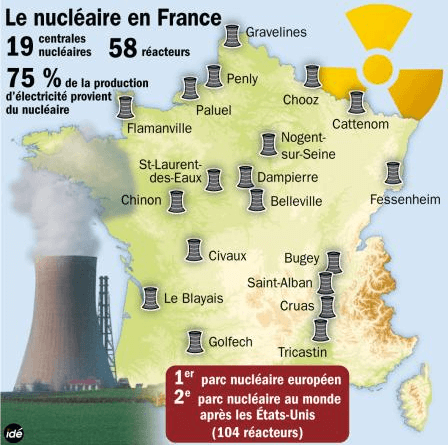 Le nucléaire en France
19 centrales
nucléaires
58 réacteurs
75 % de la production
d'électricité provient
du nucléaire
Gravelines
Penly
Paluel
Chooz
Cattenom
Flamanville
Nogent-
sur-Seine
St-Laurent-
des-Eaux
Dampierre
Chinon
Belleville
Fessenheim
Civaux
Bugey
Saint-Alban
Le Blayais
Cruas
Golfech
Tricastin
1er parc nucléaire européen
2e parc nucléaire au monde
après les États-Unis
(104 réacteurs)
idé